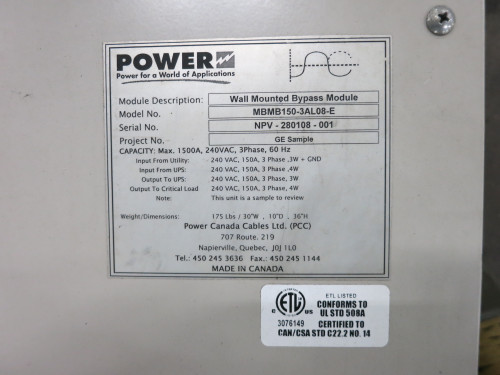 POWER
Power for a World of Applications
Module Description: Wall Mounted Bypass Module
Model No. MBMB150-3AL08-E
Serial No. NPV - 280108 - 001
Project No. GE Sample
CAPACITY: Max. 1500A, 240VAC, 3Phase, 60 Hz
Input From Utility: 240 VAC, 150A, 3 Phase ,3W + GND
Input From UPS: 240 VAC, 150A, 3 Phase ,4W
Output To UPS: 240 VAC, 150A, 3 Phase, 3W
Output To Critical Load 240 VAC, 150A, 3 Phase ,4W
Note: This unit is a sample to review
Weight/Dimensions: 175 Lbs / 30"W , 10"D , 36"H
Power Canada Cables Ltd. (PCC)
707 Route. 219
Napierville, Quebec, J0J 1L0
Tel.: 450 245 3636 Fax.: 450 245 1144
MADE IN CANADA
ETL LISTED
CONFORMS TO
UL STD 508A
C ETL US
3076149
CERTIFIED TO
CAN/CSA STD C22.2 NO. 14